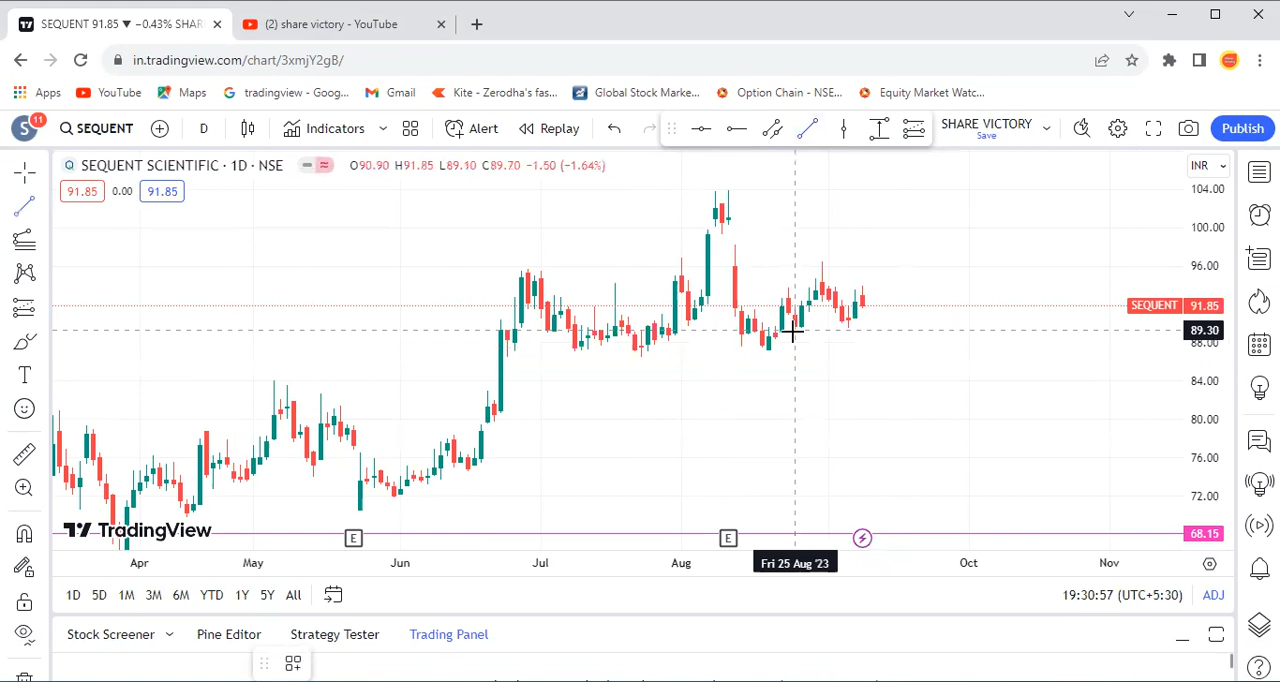 SEQUENT 91.85 ▼ −0.43% SHAR
(2) share victory - YouTube
in.tradingview.com/chart/3xmjY2gB/
Apps YouTube Maps tradingview - Goog... Gmail Kite - Zerodha's fas... Global Stock Marke... Option Chain - NSE... Equity Market Watc...
S 11 SEQUENT D Indicators Alert Replay SHARE VICTORY Publish
Save
SEQUENT SCIENTIFIC · 1D · NSE O90.90 H91.85 L89.10 C89.70 −1.50 (−1.64%) INR
91.85 0.00 91.85
104.00
100.00
96.00
SEQUENT 91.85
89.30
88.00
84.00
80.00
76.00
72.00
TradingView 68.15
E E
Apr May Jun Jul Aug Fri 25 Aug '23 Oct Nov
1D 5D 1M 3M 6M YTD 1Y 5Y All 19:30:57 (UTC+5:30) ADJ
Stock Screener Pine Editor Strategy Tester Trading Panel